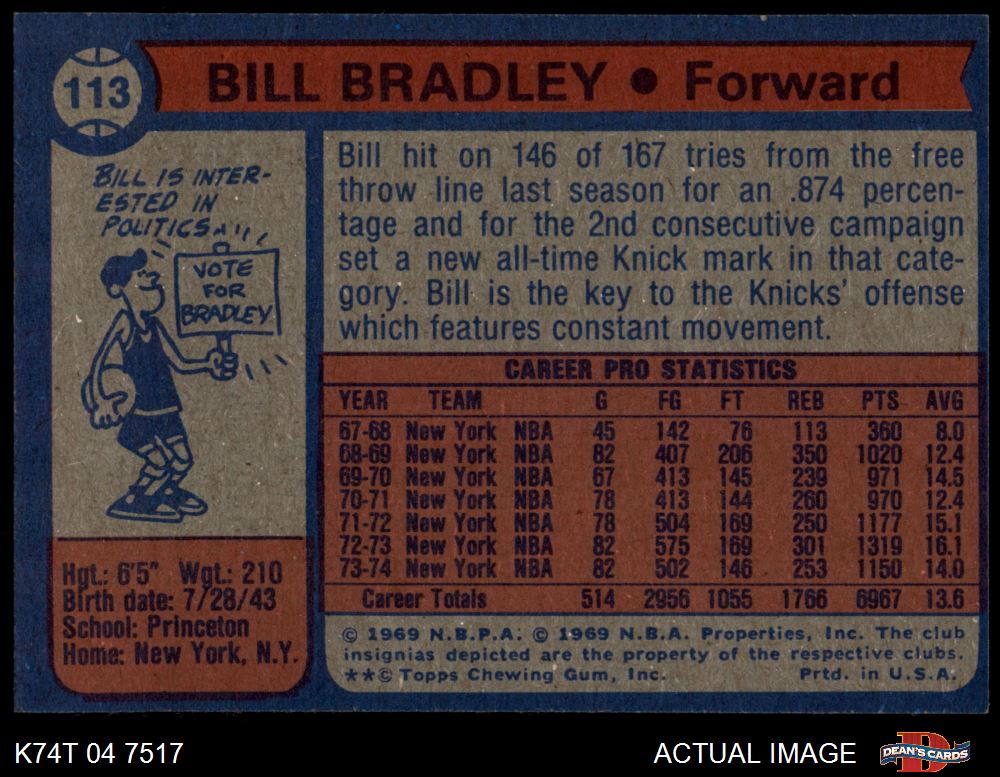 113
BILL BRADLEY • Forward
BILL IS INTER-
ESTED IN
POLITICS...
VOTE
FOR
BRADLEY
Bill hit on 146 of 167 tries from the free
throw line last season for an .874 percen-
tage and for the 2nd consecutive campaign
set a new all-time Knick mark in that cate-
gory. Bill is the key to the Knicks' offense
which features constant movement.
CAREER PRO STATISTICS
YEAR TEAM G FG FT REB PTS AVG
67-68 New York NBA 45 142 76 113 360 8.0
68-69 New York NBA 82 407 206 350 1020 12.4
69-70 New York NBA 67 413 145 239 971 14.5
70-71 New York NBA 78 413 144 260 970 12.4
71-72 New York NBA 78 504 169 250 1177 15.1
72-73 New York NBA 82 575 169 301 1319 16.1
73-74 New York NBA 82 502 146 253 1150 14.0
Career Totals 514 2956 1055 1766 6967 13.6
Hgt.: 6'5" Wgt.: 210
Birth date: 7/28/43
School: Princeton
Home: New York, N.Y.
© 1969 N.B.P.A. © 1969 N.B.A. Properties, Inc. The club
insignias depicted are the property of the respective clubs.
**© Topps Chewing Gum, Inc. Prtd. in U.S.A.
K74T 04 7517
ACTUAL IMAGE
D
DEAN'S CARDS